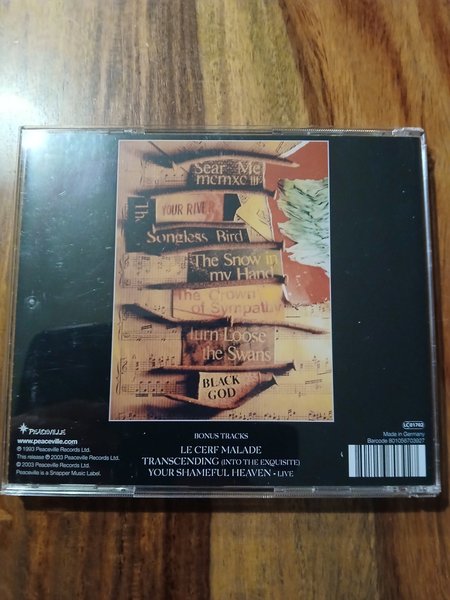 Sear Me
mcmxciii
YOUR RIVER
Songless Bird
The Snow in
my Hand
The Crown
of Sympathy
Turn Loose
the Swans
BLACK
GOD
BONUS TRACKS
LE CERF MALADE
TRANSCENDING (INTO THE EXQUISITE)
YOUR SHAMEFUL HEAVEN • LIVE
PEACEVILLE
www.peaceville.com
℗ 1993 Peaceville Records Ltd.
This release ℗ 2003 Peaceville Records Ltd.
© 2003 Peaceville Records Ltd.
Peaceville is a Snapper Music Label.
LC01702
Made in Germany
Barcode 801056703927